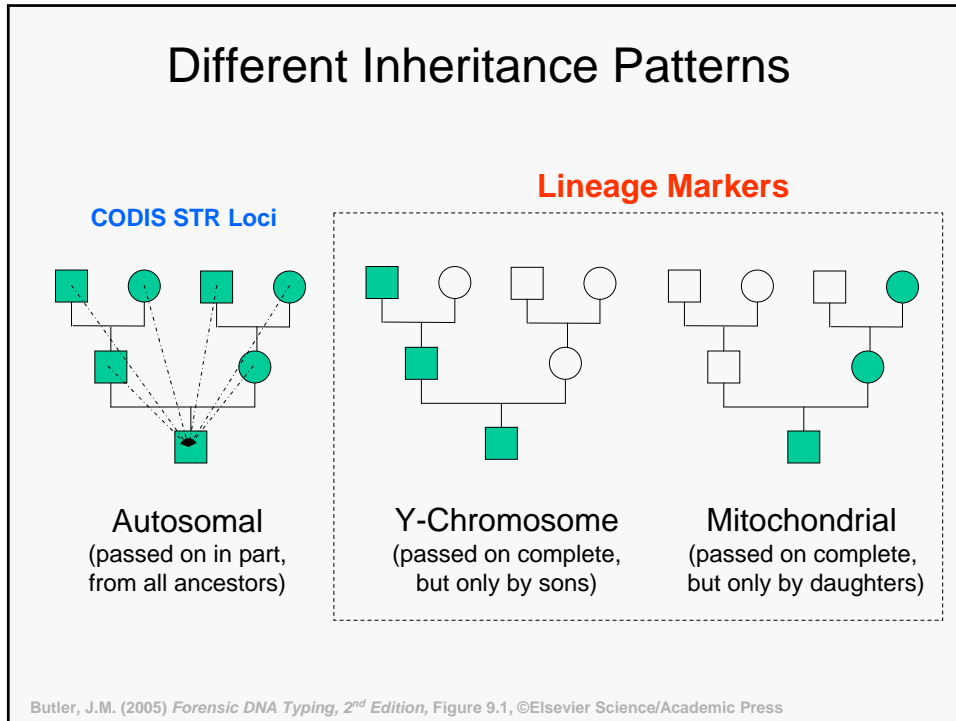 Different Inheritance Patterns
Lineage Markers
CODIS STR Loci
Autosomal
(passed on in part,
from all ancestors)
Y-Chromosome
(passed on complete,
but only by sons)
Mitochondrial
(passed on complete,
but only by daughters)
Butler, J.M. (2005) Forensic DNA Typing, 2nd Edition, Figure 9.1, ©Elsevier Science/Academic Press